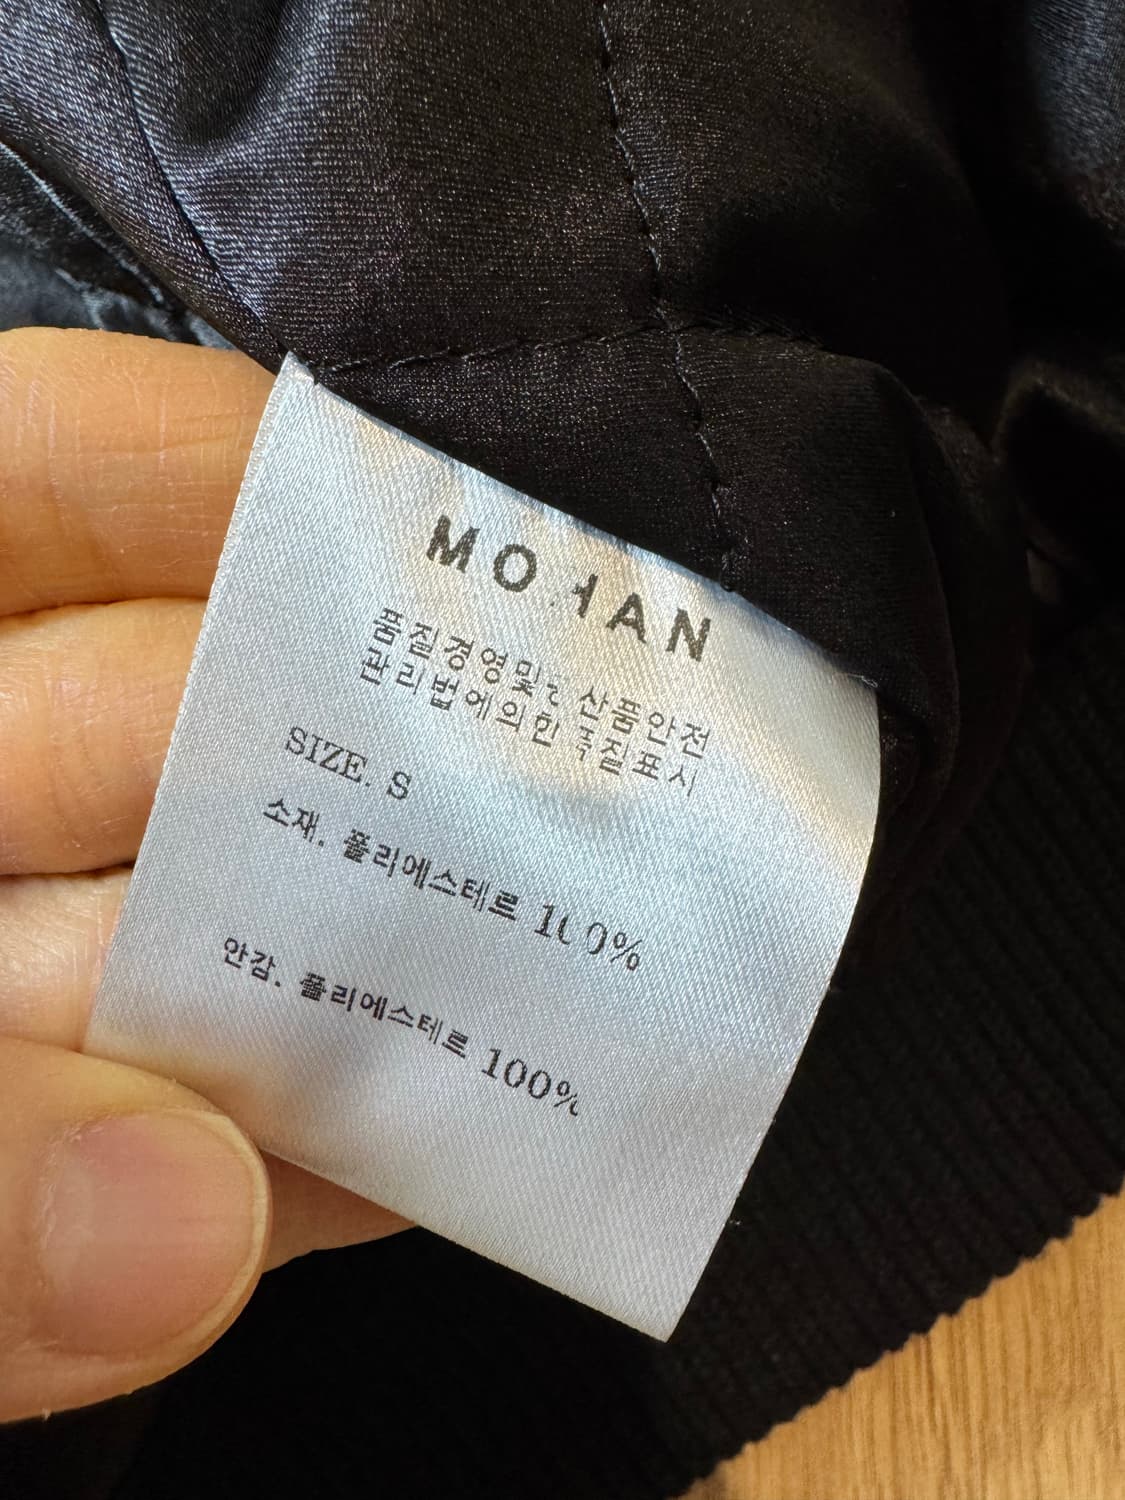 MOHAN
품질경영및 산품안전
관리법에의한 품질표시
SIZE. S
소재. 폴리에스테르 100%
안감. 폴리에스테르 100%